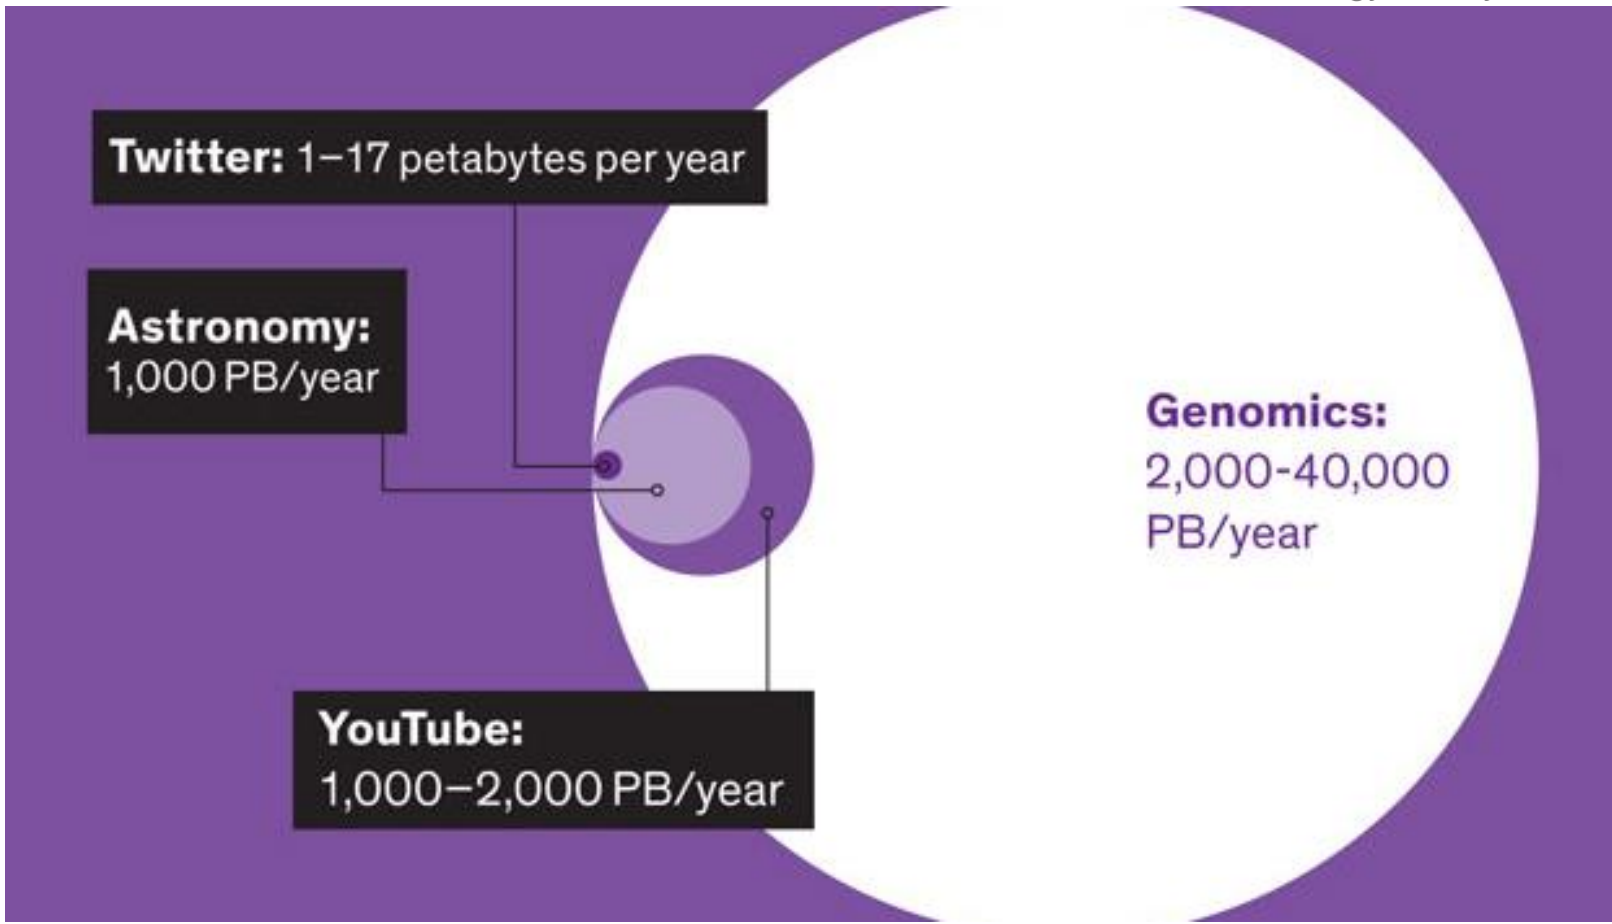 Twitter: 1–17 petabytes per year
Astronomy:
1,000 PB/year
Genomics:
2,000-40,000
PB/year
YouTube:
1,000–2,000 PB/year